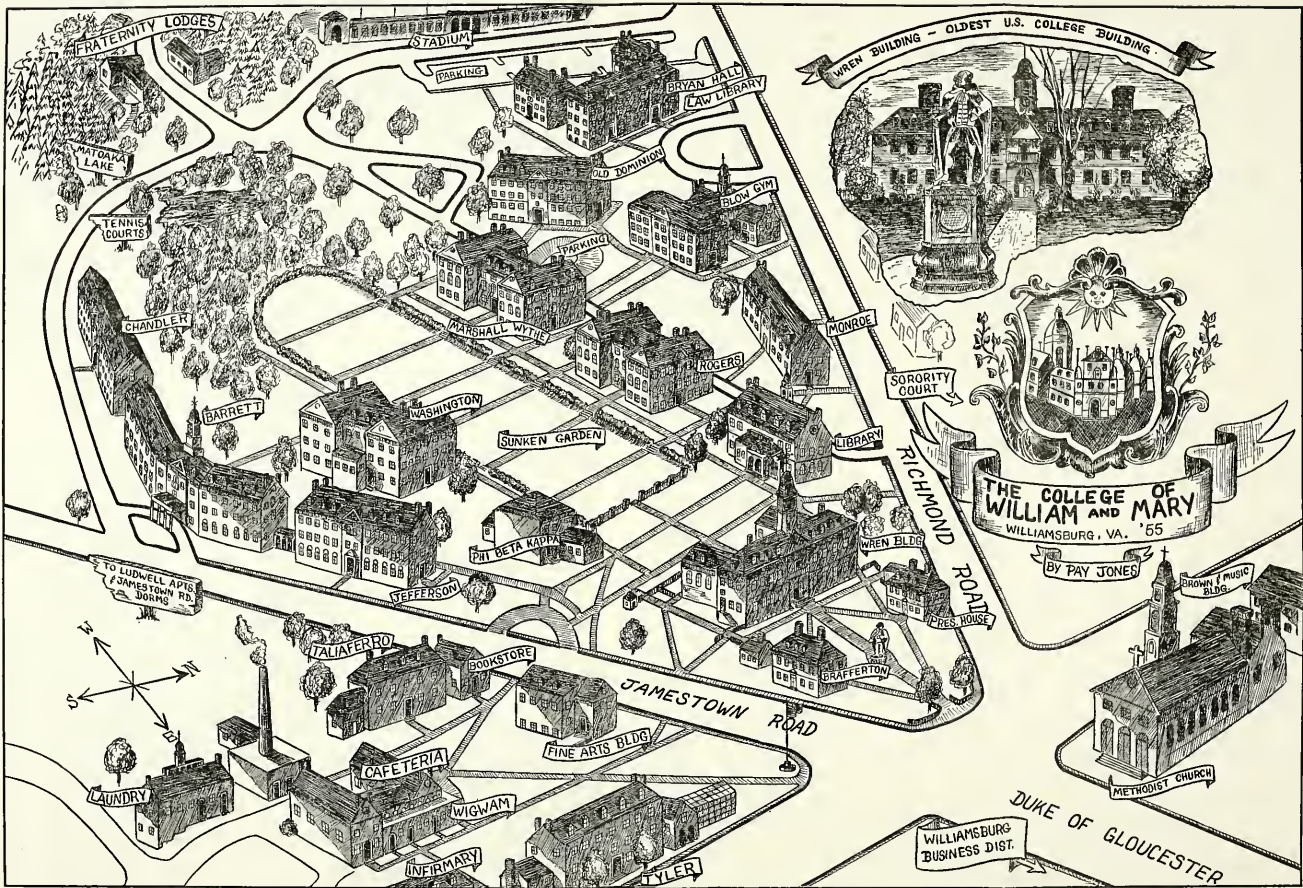 FRATERNITY LODGES
STADIUM
PARKING
BRYAN HALL
LAW LIBRARY
WREN BUILDING ~ OLDEST U.S. COLLEGE BUILDING.
MATOAKA
LAKE
OLD DOMINION
BLOW GYM
TENNIS
COURTS
PARKING
CHANDLER
MARSHALL WYTHE
MONROE
ROGERS
SORORITY
COURT
BARRETT
WASHINGTON
SUNKEN GARDEN
LIBRARY
RICHMOND ROAD
THE COLLEGE OF
WILLIAM AND MARY
WILLIAMSBURG, VA. '55
BY PAY JONES
PHI BETA KAPPA
WREN BLDG
TO LUDWELL APTS.
& JAMESTOWN RD.
DORMS
JEFFERSON
PRES. HOUSE
BROWN & MUSIC
BLDG.
W
N
S
E
TALIAFERRO
BOOKSTORE
BRAFFERTON
JAMESTOWN ROAD
FINE ARTS BLDG
CAFETERIA
LAUNDRY
WIGWAM
METHODIST CHURCH
DUKE OF GLOUCESTER
WILLIAMSBURG
BUSINESS DIST.
INFIRMARY
TYLER